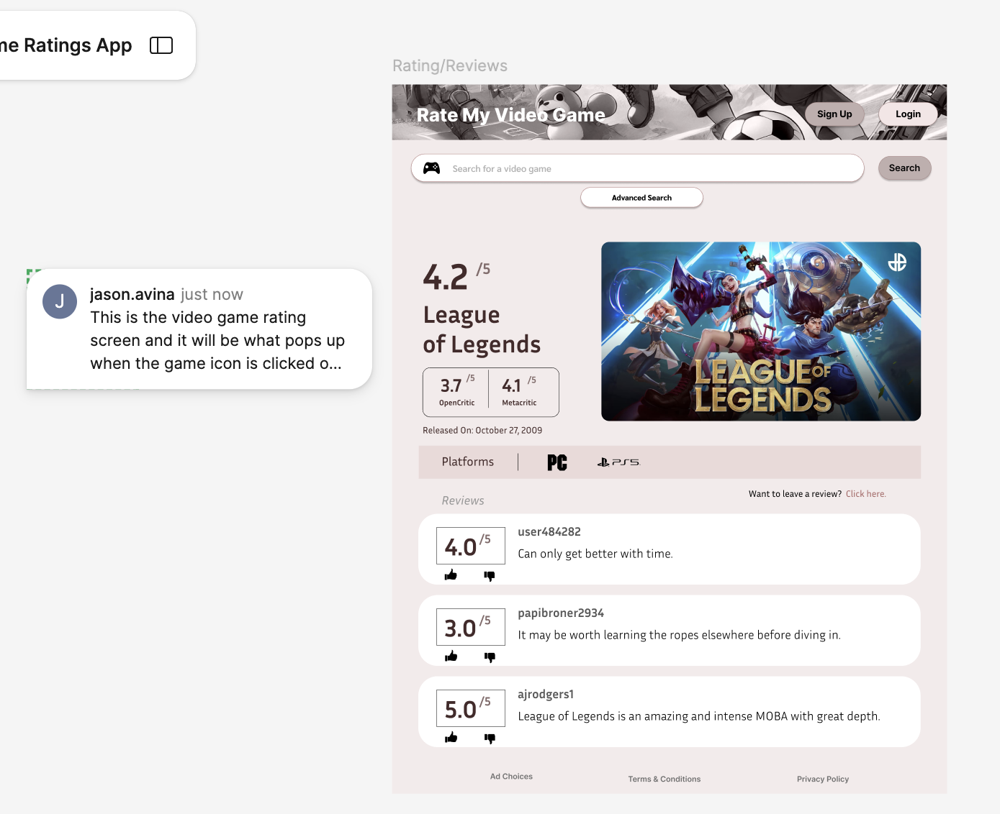 me Ratings App
Rating/Reviews
Rate My Video Game
Sign Up
Login
Search for a video game
Search
Advanced Search
4.2 /5
League
of Legends
3.7 /5
OpenCritic
4.1 /5
Metacritic
Released On: October 27, 2009
LEAGUE OF
LEGENDS
J
jason.avina just now
This is the video game rating
screen and it will be what pops up
when the game icon is clicked o...
Platforms
PC
PS5
Want to leave a review? Click here.
Reviews
4.0 /5
user484282
Can only get better with time.
3.0 /5
papibroner2934
It may be worth learning the ropes elsewhere before diving in.
5.0 /5
ajrodgers1
League of Legends is an amazing and intense MOBA with great depth.
Ad Choices
Terms & Conditions
Privacy Policy